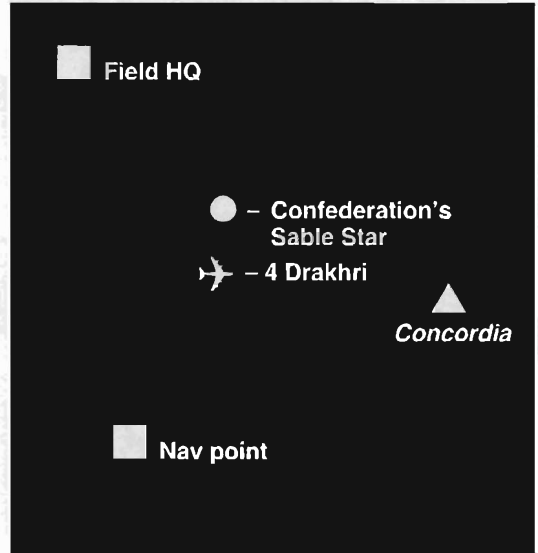 Field HQ
– Confederation's
Sable Star
– 4 Drakhri
Concordia
Nav point